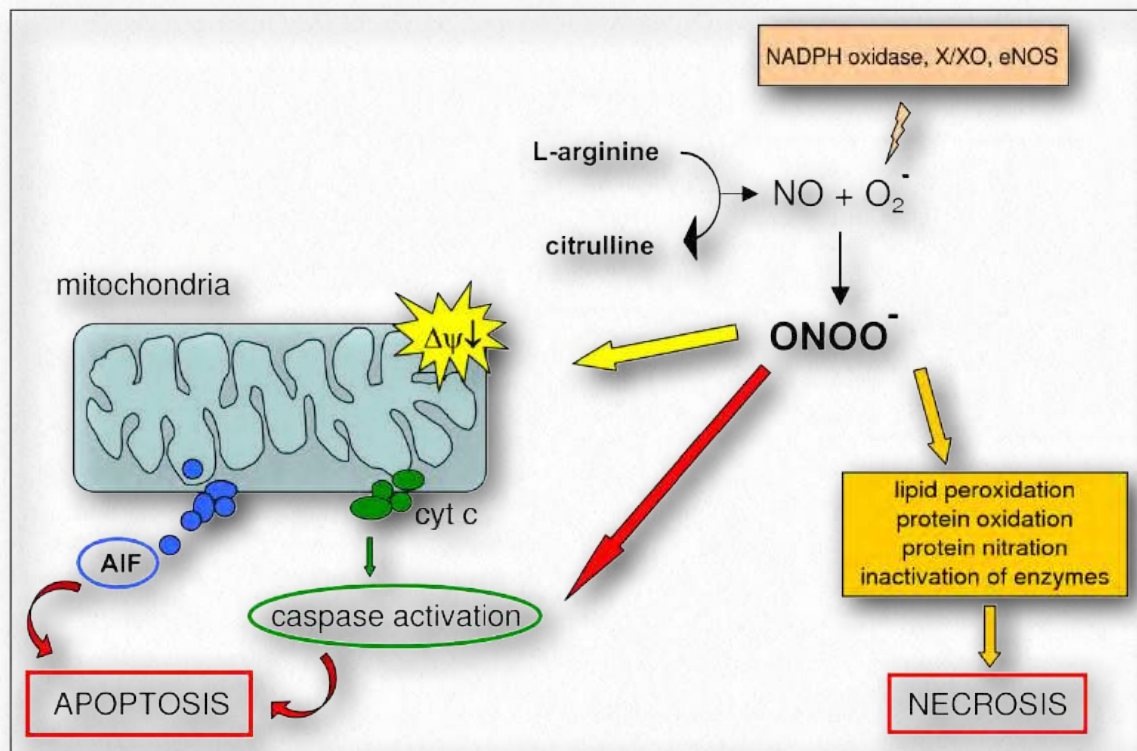 NADPH oxidase, X/XO, eNOS
L-arginine
NO + O₂⁻
citrulline
mitochondria
Δψ↓
ONOO⁻
lipid peroxidation
protein oxidation
protein nitration
inactivation of enzymes
cyt c
AIF
caspase activation
APOPTOSIS
NECROSIS